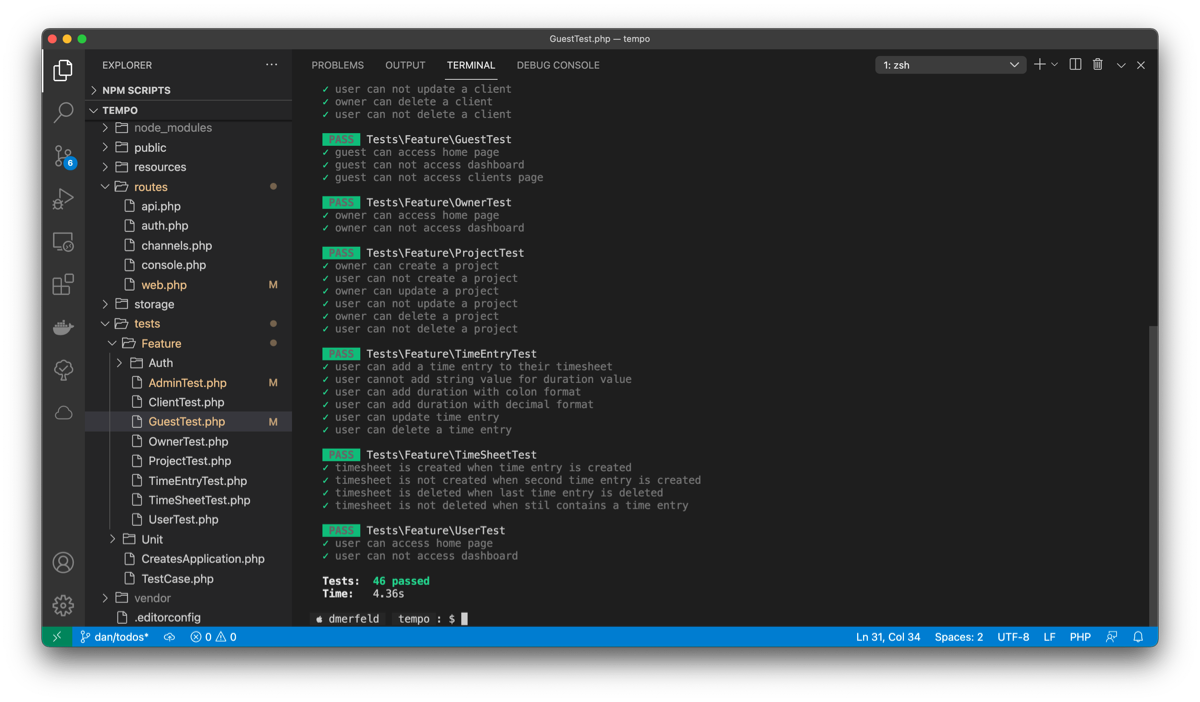 GuestTest.php — tempo
EXPLORER
NPM SCRIPTS
TEMPO
node_modules
public
resources
routes
api.php
auth.php
channels.php
console.php
web.php M
storage
tests
Feature
Auth
AdminTest.php M
ClientTest.php
GuestTest.php M
OwnerTest.php
ProjectTest.php
TimeEntryTest.php
TimeSheetTest.php
UserTest.php
Unit
CreatesApplication.php
TestCase.php
vendor
.editorconfig
6
PROBLEMS OUTPUT TERMINAL DEBUG CONSOLE 1: zsh
✓ user can not update a client
✓ owner can delete a client
✓ user can not delete a client
PASS Tests\Feature\GuestTest
✓ guest can access home page
✓ guest can not access dashboard
✓ guest can not access clients page
PASS Tests\Feature\OwnerTest
✓ owner can access home page
✓ owner can not access dashboard
PASS Tests\Feature\ProjectTest
✓ owner can create a project
✓ user can not create a project
✓ owner can update a project
✓ user can not update a project
✓ owner can delete a project
✓ user can not delete a project
PASS Tests\Feature\TimeEntryTest
✓ user can add a time entry to their timesheet
✓ user cannot add string value for duration value
✓ user can add duration with colon format
✓ user can add duration with decimal format
✓ user can update time entry
✓ user can delete a time entry
PASS Tests\Feature\TimeSheetTest
✓ timesheet is created when time entry is created
✓ timesheet is not created when second time entry is created
✓ timesheet is deleted when last time entry is deleted
✓ timesheet is not deleted when stil contains a time entry
PASS Tests\Feature\UserTest
✓ user can access home page
✓ user can not access dashboard
Tests: 46 passed
Time: 4.36s
dmerfeld tempo : $
dan/todos* 0 0 Ln 31, Col 34 Spaces: 2 UTF-8 LF PHP